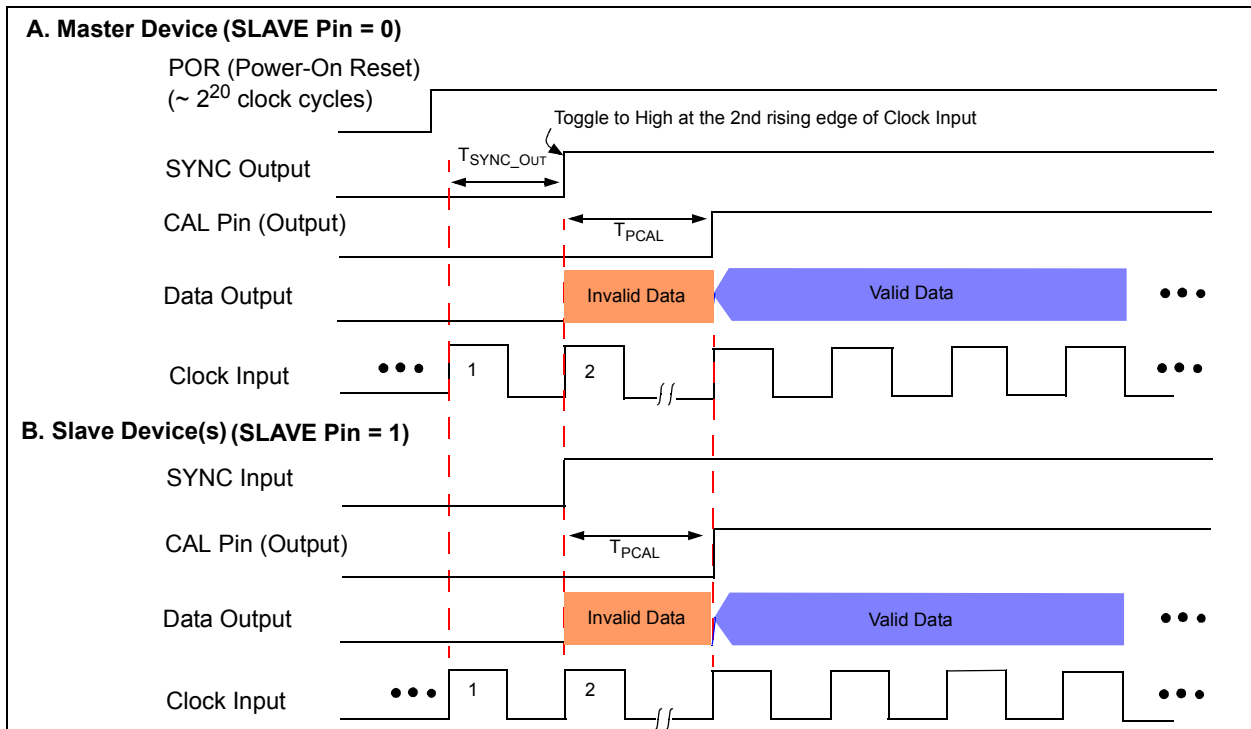 A. Master Device (SLAVE Pin = 0)
POR (Power-On Reset)
(~ 2^20 clock cycles)
Toggle to High at the 2nd rising edge of Clock Input
TSYNC_OUT
SYNC Output
CAL Pin (Output)
TPCAL
Data Output
Invalid Data
Valid Data
Clock Input
1
2
B. Slave Device(s) (SLAVE Pin = 1)
SYNC Input
CAL Pin (Output)
TPCAL
Data Output
Invalid Data
Valid Data
Clock Input
1
2